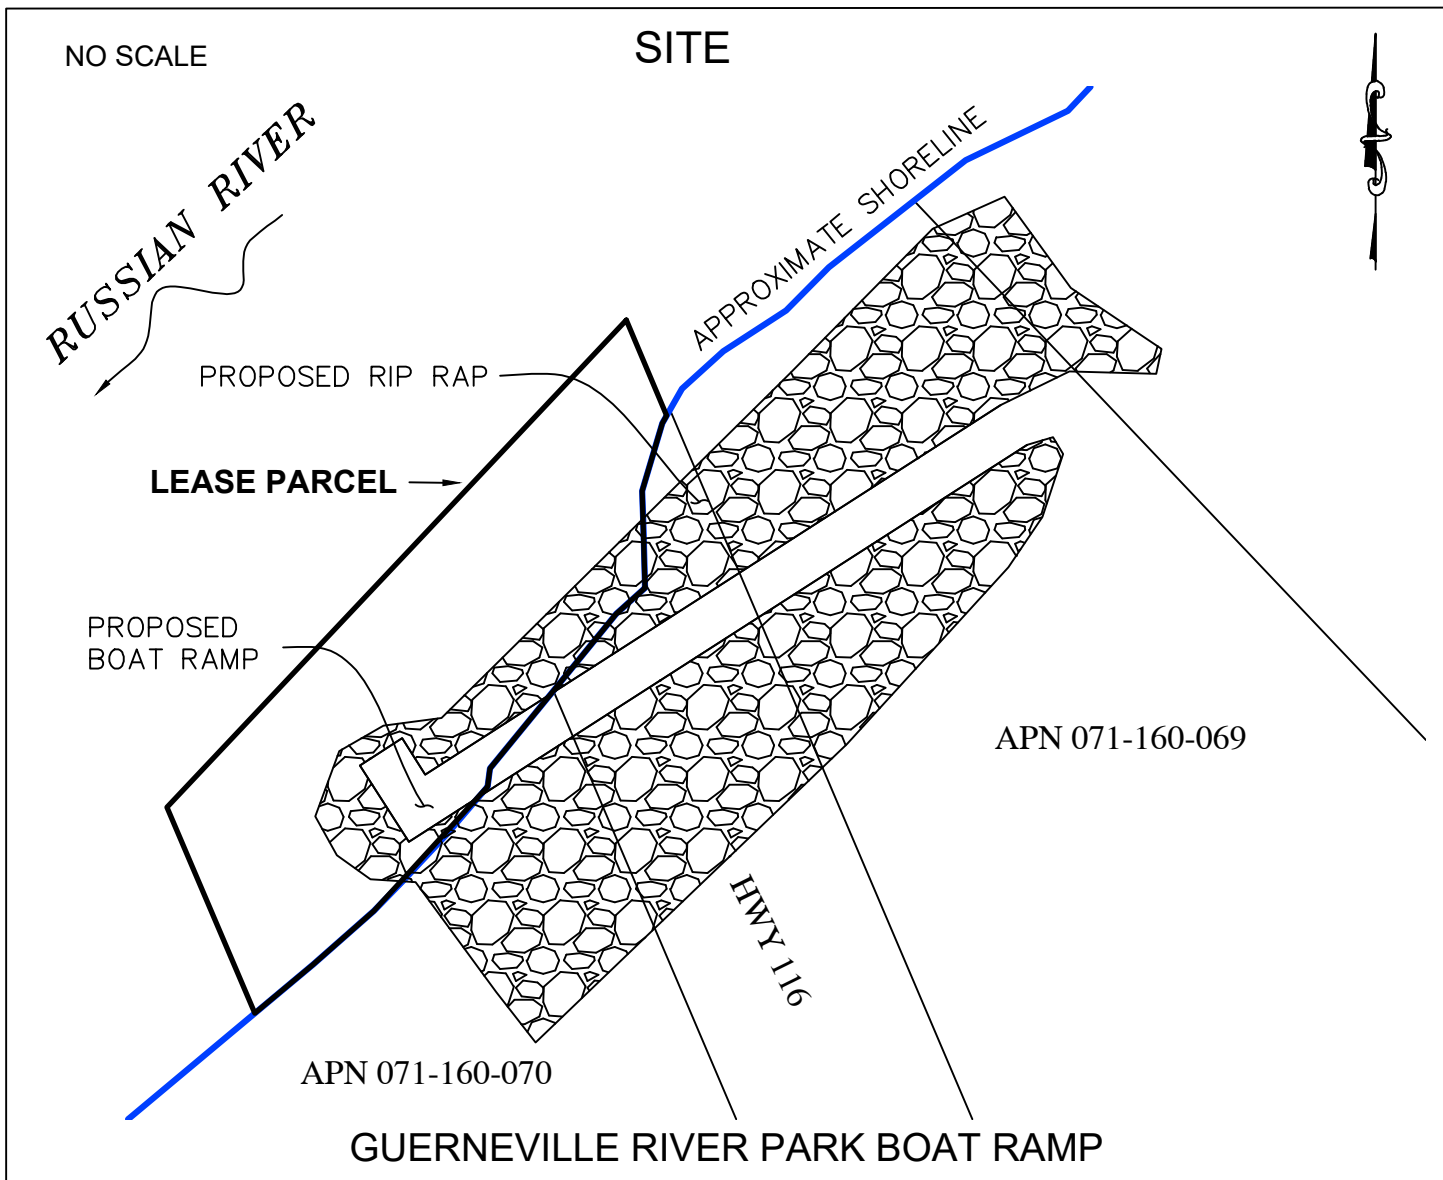 NO SCALE
SITE
RUSSIAN RIVER
APPROXIMATE SHORELINE
PROPOSED RIP RAP
LEASE PARCEL
PROPOSED
BOAT RAMP
APN 071-160-069
HWY 116
APN 071-160-070
GUERNEVILLE RIVER PARK BOAT RAMP